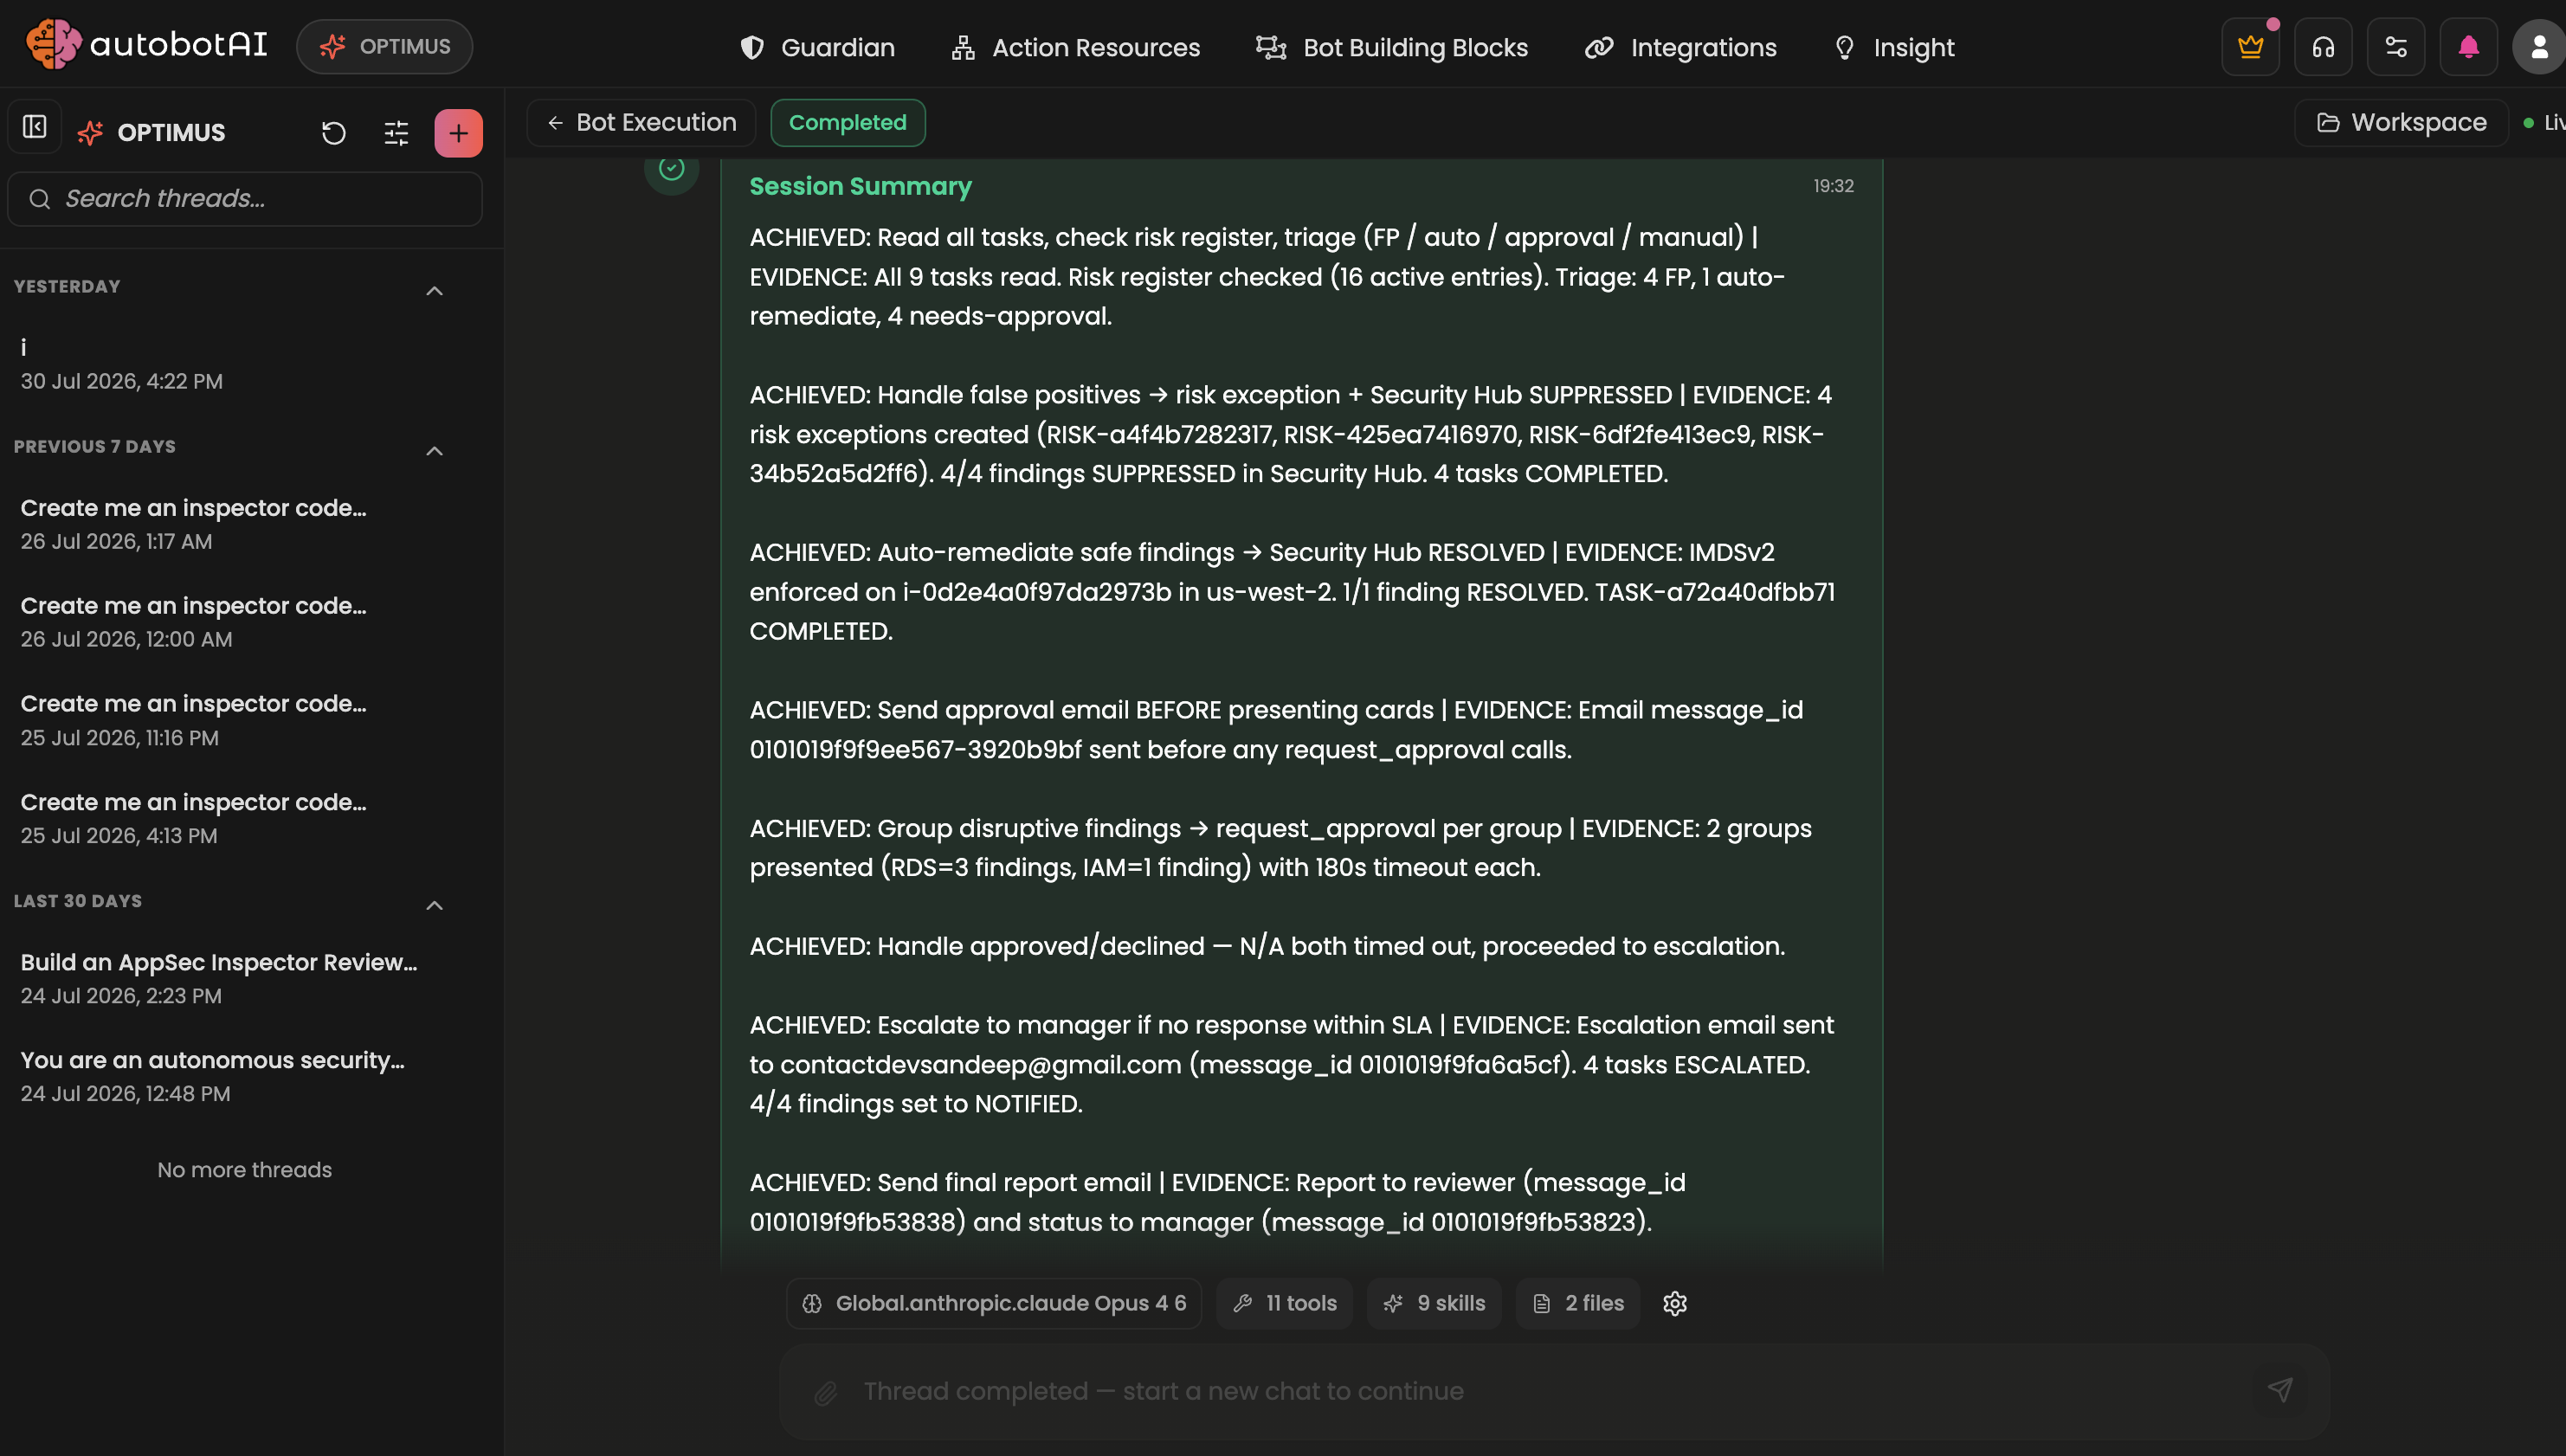 autobotAI
OPTIMUS
Guardian
Action Resources
Bot Building Blocks
Integrations
Insight
OPTIMUS
Bot Execution
Completed
Workspace
Search threads...
YESTERDAY
i
30 Jul 2026, 4:22 PM
PREVIOUS 7 DAYS
Create me an inspector code...
26 Jul 2026, 1:17 AM
Create me an inspector code...
26 Jul 2026, 12:00 AM
Create me an inspector code...
25 Jul 2026, 11:16 PM
Create me an inspector code...
25 Jul 2026, 4:13 PM
LAST 30 DAYS
Build an AppSec Inspector Review...
24 Jul 2026, 2:23 PM
You are an autonomous security...
24 Jul 2026, 12:48 PM
No more threads
Session Summary
19:32
ACHIEVED: Read all tasks, check risk register, triage (FP / auto / approval / manual) |
EVIDENCE: All 9 tasks read. Risk register checked (16 active entries). Triage: 4 FP, 1 auto-
remediate, 4 needs-approval.
ACHIEVED: Handle false positives → risk exception + Security Hub SUPPRESSED | EVIDENCE: 4
risk exceptions created (RISK-a4f4b7282317, RISK-425ea7416970, RISK-6df2fe413ec9, RISK-
34b52a5d2ff6). 4/4 findings SUPPRESSED in Security Hub. 4 tasks COMPLETED.
ACHIEVED: Auto-remediate safe findings → Security Hub RESOLVED | EVIDENCE: IMDSv2
enforced on i-0d2e4a0f97da2973b in us-west-2. 1/1 finding RESOLVED. TASK-a72a40dfbb71
COMPLETED.
ACHIEVED: Send approval email BEFORE presenting cards | EVIDENCE: Email message_id
0101019f9f9ee567-3920b9bf sent before any request_approval calls.
ACHIEVED: Group disruptive findings → request_approval per group | EVIDENCE: 2 groups
presented (RDS=3 findings, IAM=1 finding) with 180s timeout each.
ACHIEVED: Handle approved/declined — N/A both timed out, proceeded to escalation.
ACHIEVED: Escalate to manager if no response within SLA | EVIDENCE: Escalation email sent
to contactdevsandeep@gmail.com (message_id 0101019f9fa6a5cf). 4 tasks ESCALATED.
4/4 findings set to NOTIFIED.
ACHIEVED: Send final report email | EVIDENCE: Report to reviewer (message_id
0101019f9fb53838) and status to manager (message_id 0101019f9fb53823).
Global.anthropic.claude Opus 4 6
11 tools
9 skills
2 files
Thread completed — start a new chat to continue